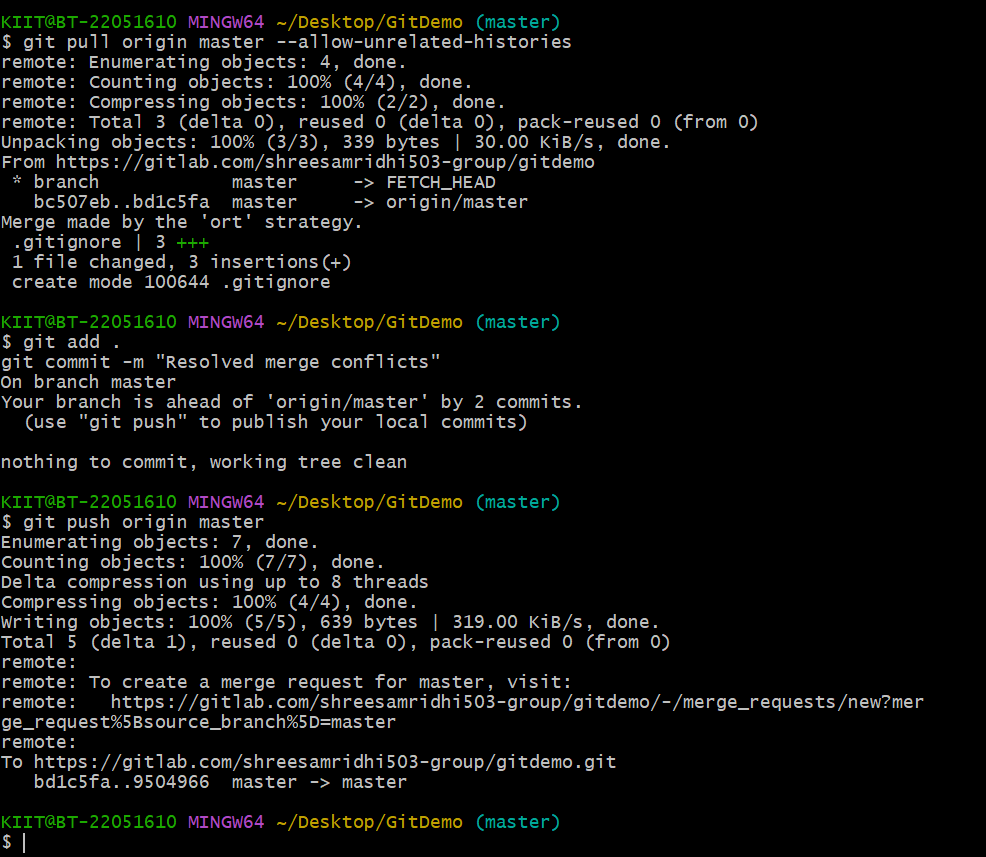 KIIT@BT-22051610 MINGW64 ~/Desktop/GitDemo (master)
$ git pull origin master --allow-unrelated-histories
remote: Enumerating objects: 4, done.
remote: Counting objects: 100% (4/4), done.
remote: Compressing objects: 100% (2/2), done.
remote: Total 3 (delta 0), reused 0 (delta 0), pack-reused 0 (from 0)
Unpacking objects: 100% (3/3), 339 bytes | 30.00 KiB/s, done.
From https://gitlab.com/shreesamridhi503-group/gitdemo
 * branch            master     -> FETCH_HEAD
   bc507eb..bd1c5fa  master     -> origin/master
Merge made by the 'ort' strategy.
 .gitignore | 3 +++
 1 file changed, 3 insertions(+)
 create mode 100644 .gitignore

KIIT@BT-22051610 MINGW64 ~/Desktop/GitDemo (master)
$ git add .
git commit -m "Resolved merge conflicts"
On branch master
Your branch is ahead of 'origin/master' by 2 commits.
  (use "git push" to publish your local commits)

nothing to commit, working tree clean

KIIT@BT-22051610 MINGW64 ~/Desktop/GitDemo (master)
$ git push origin master
Enumerating objects: 7, done.
Counting objects: 100% (7/7), done.
Delta compression using up to 8 threads
Compressing objects: 100% (4/4), done.
Writing objects: 100% (5/5), 639 bytes | 319.00 KiB/s, done.
Total 5 (delta 1), reused 0 (delta 0), pack-reused 0 (from 0)
remote:
remote: To create a merge request for master, visit:
remote:   https://gitlab.com/shreesamridhi503-group/gitdemo/-/merge_requests/new?mer
ge_request%5Bsource_branch%5D=master
remote:
To https://gitlab.com/shreesamridhi503-group/gitdemo.git
   bd1c5fa..9504966  master -> master

KIIT@BT-22051610 MINGW64 ~/Desktop/GitDemo (master)
$